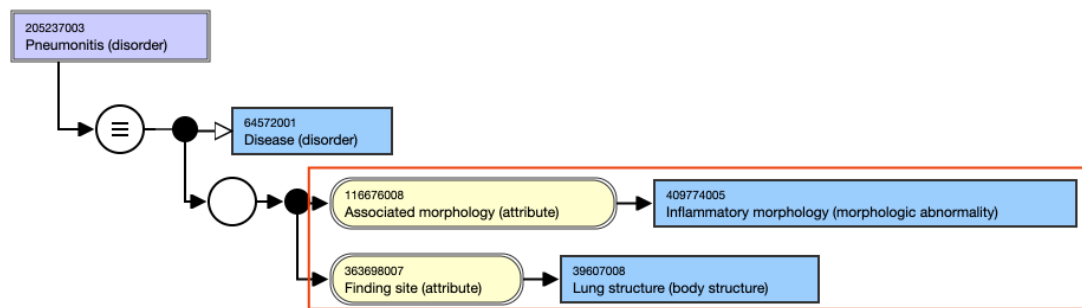 205237003
Pneumonitis (disorder)
64572001
Disease (disorder)
116676008
Associated morphology (attribute)
409774005
Inflammatory morphology (morphologic abnormality)
363698007
Finding site (attribute)
39607008
Lung structure (body structure)